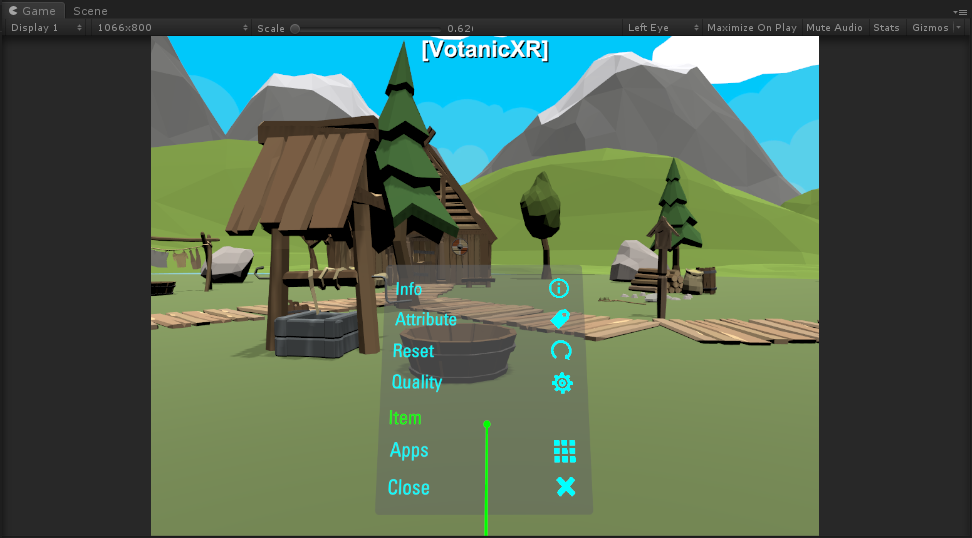 Game Scene
Display 1 1066x800 Scale 0.62 Left Eye Maximize On Play Mute Audio Stats Gizmos
[VotanicXR]
Info
Attribute
Reset
Quality
Item
Apps
Close